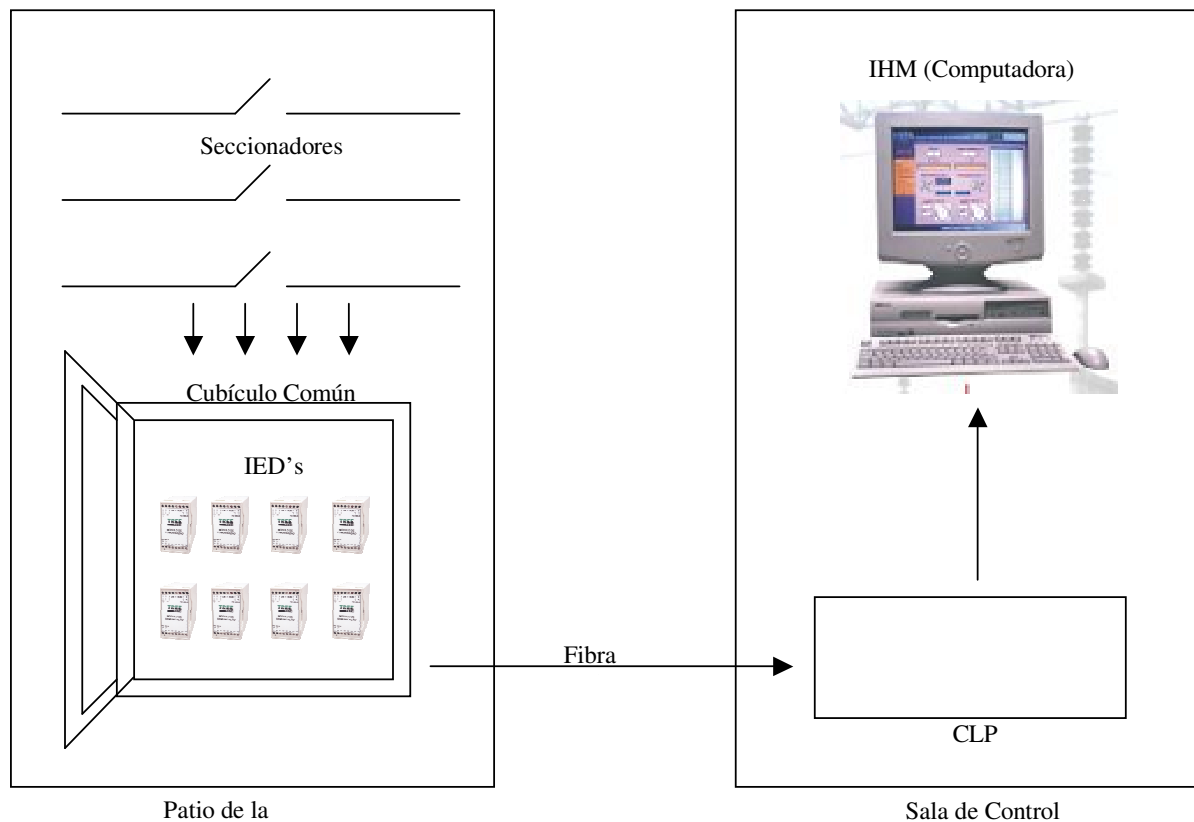 Seccionadores
Cubículo Común
IED's
Patio de la
Fibra
IHM (Computadora)
CLP
Sala de Control